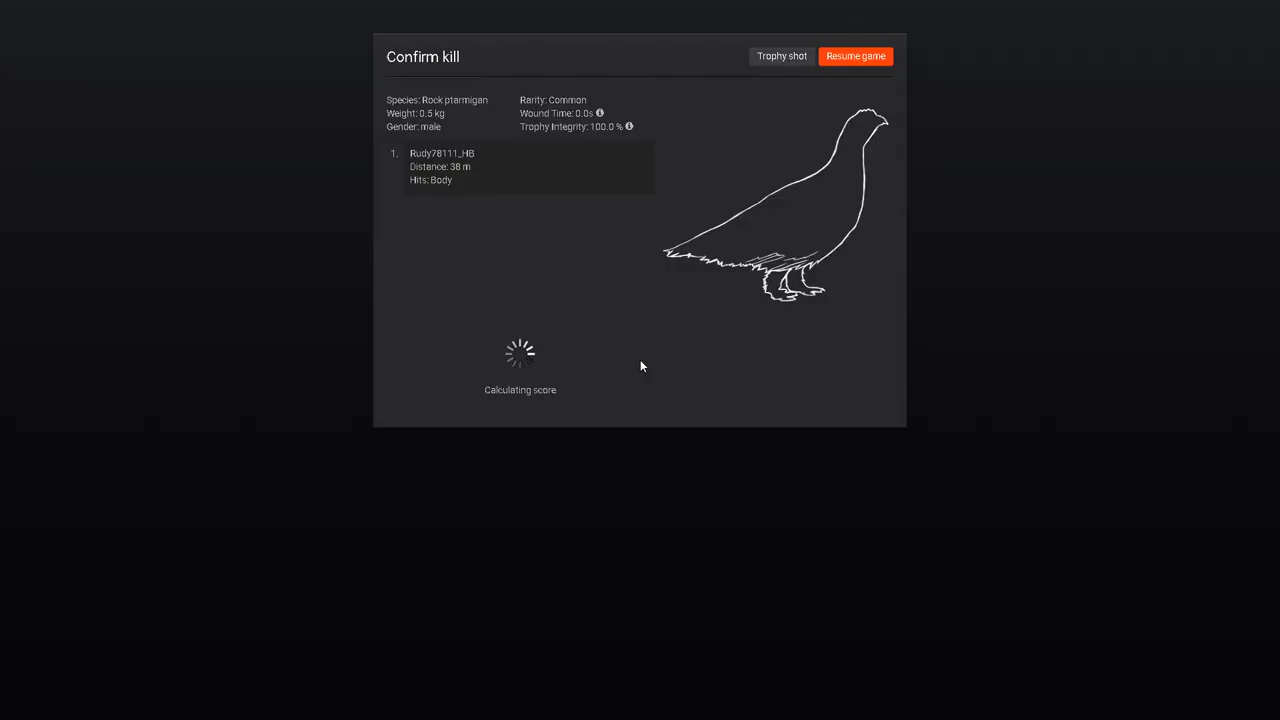 Confirm kill
Trophy shot
Resume game
Species: Rock ptarmigan
Rarity: Common
Weight: 0.5 kg
Wound Time: 0.0s
Gender: male
Trophy Integrity: 100.0 %
1.
Rudy78111_HB
Distance: 38 m
Hits: Body
Calculating score